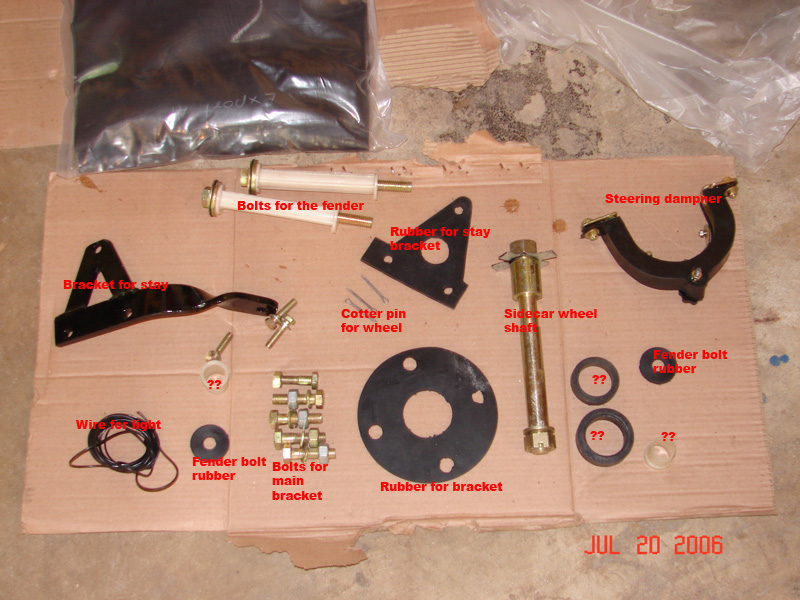 Bolts for the fender
Steering dampner
Rubber for stay
bracket
Bracket for stay
Cotter pin
for wheel
Sidecar wheel
shaft
Fender bolt
rubber
??
??
Wire for light
??
??
Fender bolt
rubber
Bolts for
main
bracket
Rubber for bracket
JUL 20 2006